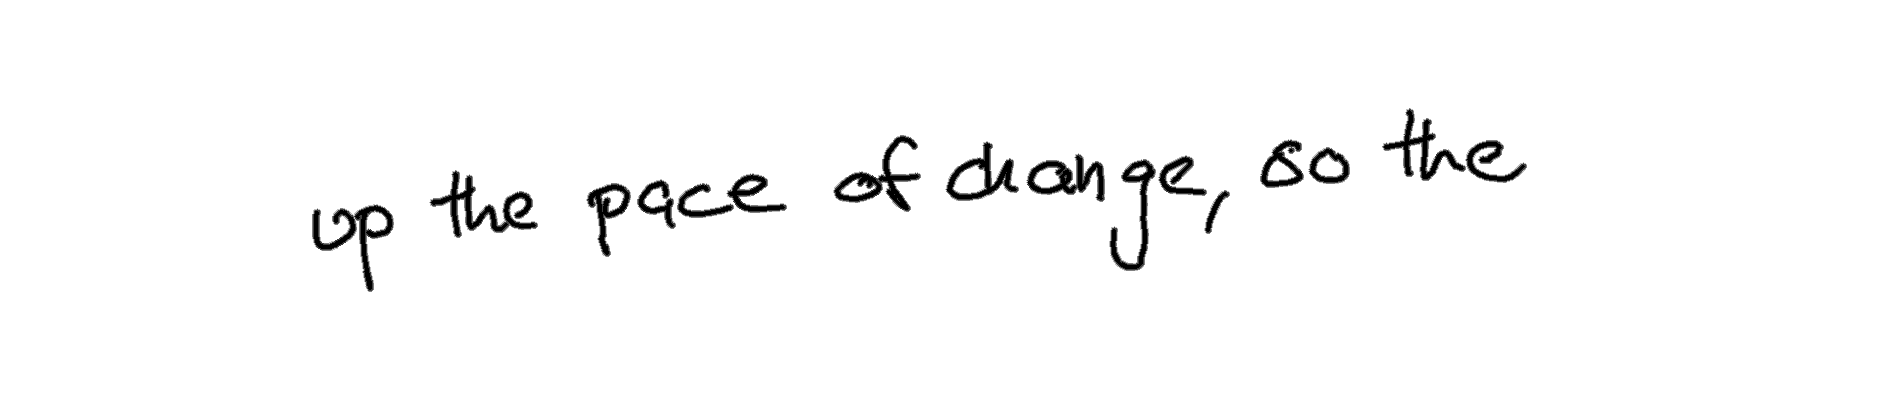 up the pace of change, so the